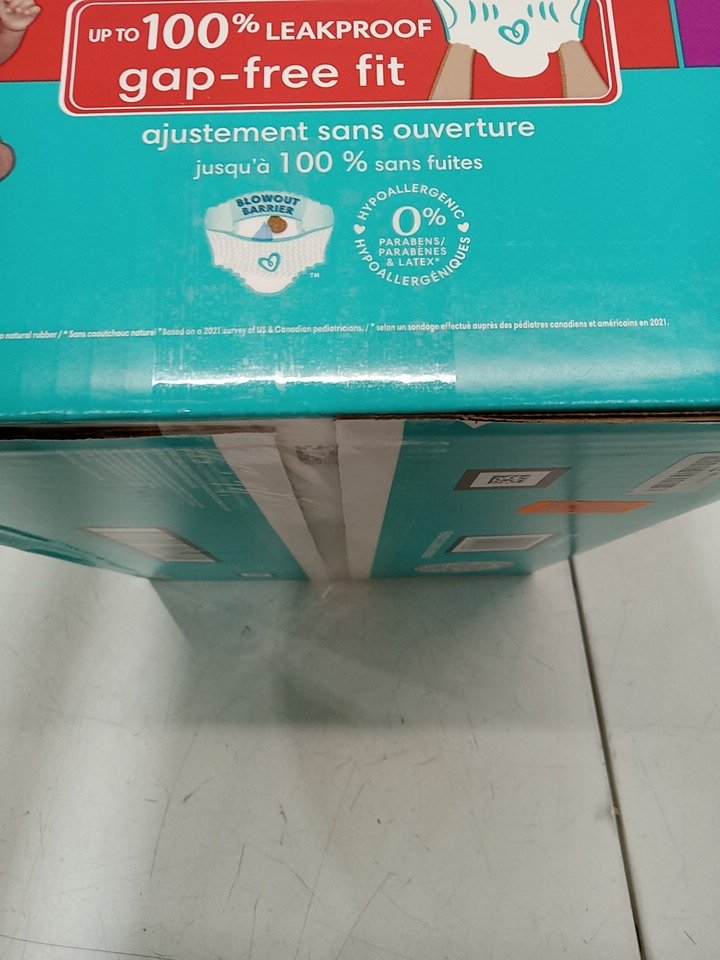 UP TO 100% LEAKPROOF
gap-free fit
ajustement sans ouverture
jusqu'à 100 % sans fuites
BLOWOUT
BARRIER
TM
HYPOALLERGENIC
0%
PARABENS/
PARABÈNES
& LATEX*
HYPOALLERGÉNIQUES
natural rubber / * Sans caoutchouc naturel ▼Based on a 2021 survey of US & Canadian pediatricians. / ▼ selon un sondage effectué auprès des pédiatres canadiens et américains en 2021.